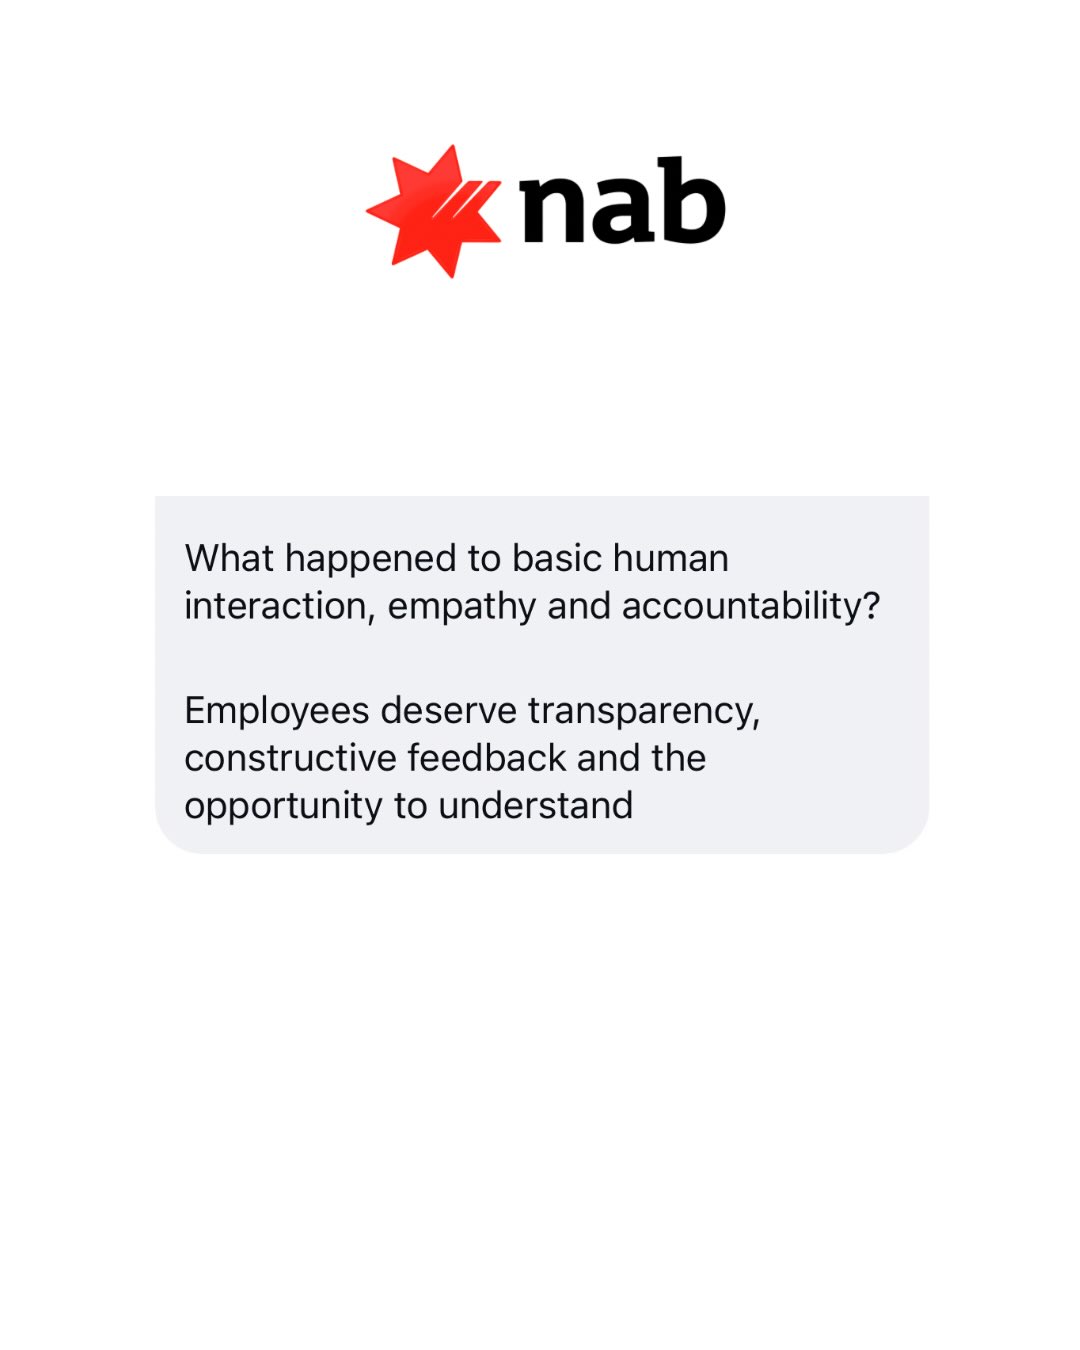 nab
What happened to basic human
interaction, empathy and accountability?
Employees deserve transparency,
constructive feedback and the
opportunity to understand